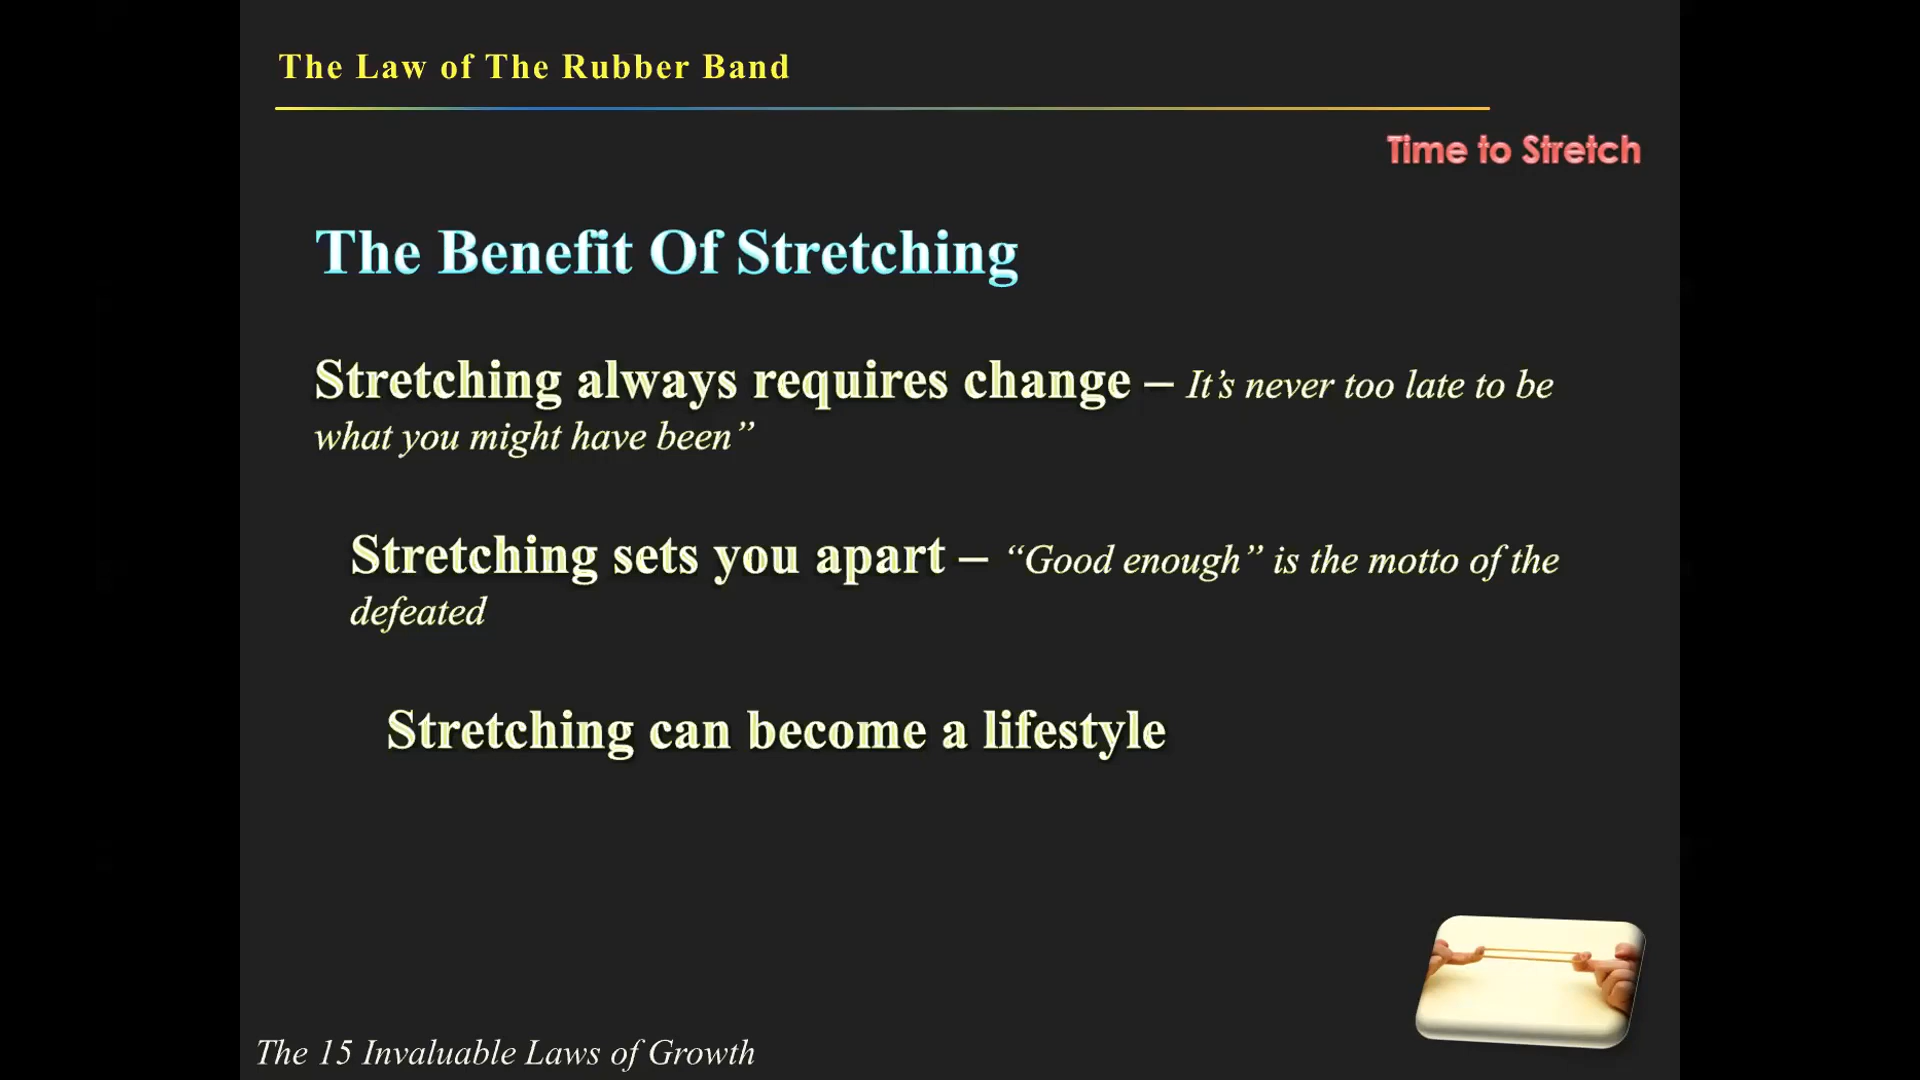 The Law of The Rubber Band
Time to Stretch
The Benefit Of Stretching
Stretching always requires change – It’s never too late to be
what you might have been”
Stretching sets you apart – “Good enough” is the motto of the
defeated
Stretching can become a lifestyle
The 15 Invaluable Laws of Growth